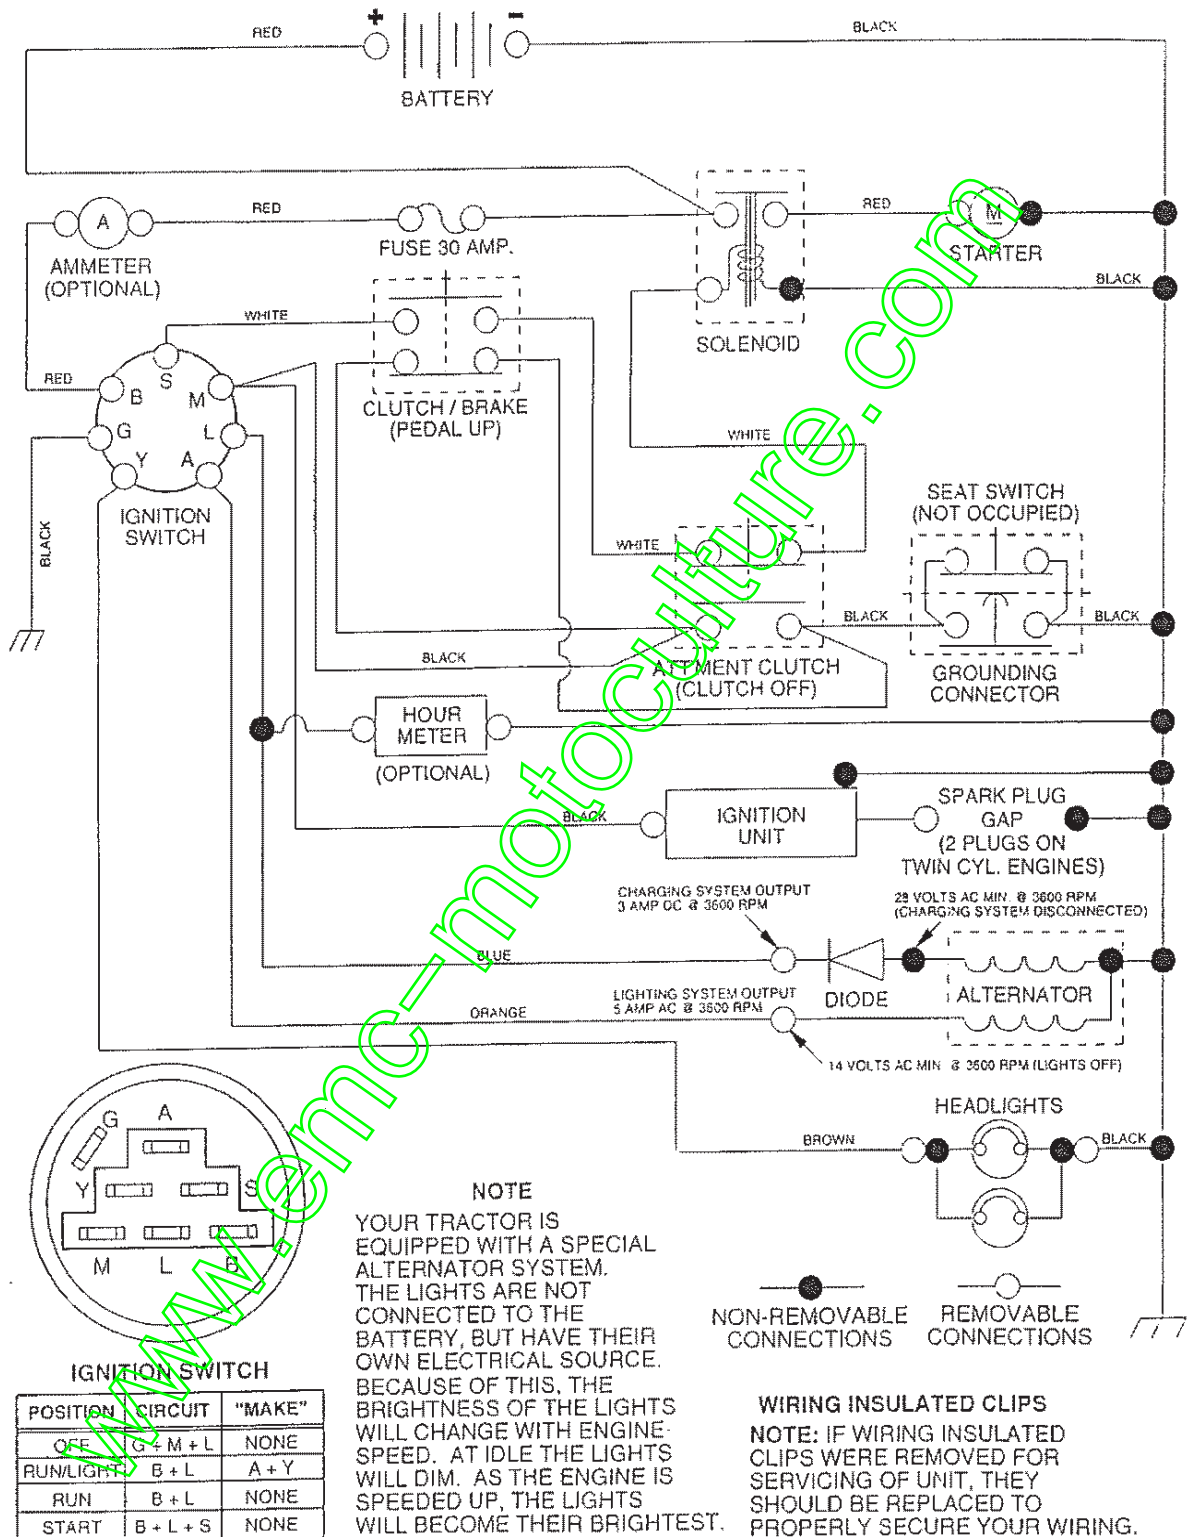 +
-
RED
BLACK
BATTERY
A
RED
FUSE 30 AMP.
AMMETER
(OPTIONAL)
RED
M
STARTER
BLACK
SOLENOID
WHITE
RED
S
B
M
G
L
Y
A
IGNITION
SWITCH
BLACK
CLUTCH / BRAKE
(PEDAL UP)
WHITE
WHITE
SEAT SWITCH
(NOT OCCUPIED)
BLACK
BLACK
BLACK
ATT'MENT CLUTCH
(CLUTCH OFF)
GROUNDING
CONNECTOR
HOUR
METER
(OPTIONAL)
BLACK
IGNITION
UNIT
SPARK PLUG
GAP
(2 PLUGS ON
TWIN CYL. ENGINES)
CHARGING SYSTEM OUTPUT
3 AMP DC @ 3600 RPM
28 VOLTS AC MIN. @ 3600 RPM
(CHARGING SYSTEM DISCONNECTED)
BLUE
DIODE
ALTERNATOR
ORANGE
LIGHTING SYSTEM OUTPUT
5 AMP AC @ 3600 RPM
14 VOLTS AC MIN @ 3600 RPM (LIGHTS OFF)
HEADLIGHTS
BROWN
BLACK
G
A
Y
S
M
L
B
NON-REMOVABLE
CONNECTIONS
REMOVABLE
CONNECTIONS
IGNITION SWITCH
POSITION CIRCUIT "MAKE"
OFF G + M + L NONE
RUN/LIGHT B + L A + Y
RUN B + L NONE
START B + L + S NONE
NOTE
YOUR TRACTOR IS
EQUIPPED WITH A SPECIAL
ALTERNATOR SYSTEM.
THE LIGHTS ARE NOT
CONNECTED TO THE
BATTERY, BUT HAVE THEIR
OWN ELECTRICAL SOURCE.
BECAUSE OF THIS, THE
BRIGHTNESS OF THE LIGHTS
WILL CHANGE WITH ENGINE
SPEED. AT IDLE THE LIGHTS
WILL DIM. AS THE ENGINE IS
SPEEDED UP, THE LIGHTS
WILL BECOME THEIR BRIGHTEST.
WIRING INSULATED CLIPS
NOTE: IF WIRING INSULATED
CLIPS WERE REMOVED FOR
SERVICING OF UNIT, THEY
SHOULD BE REPLACED TO
PROPERLY SECURE YOUR WIRING.
www.emc-motoculture.com